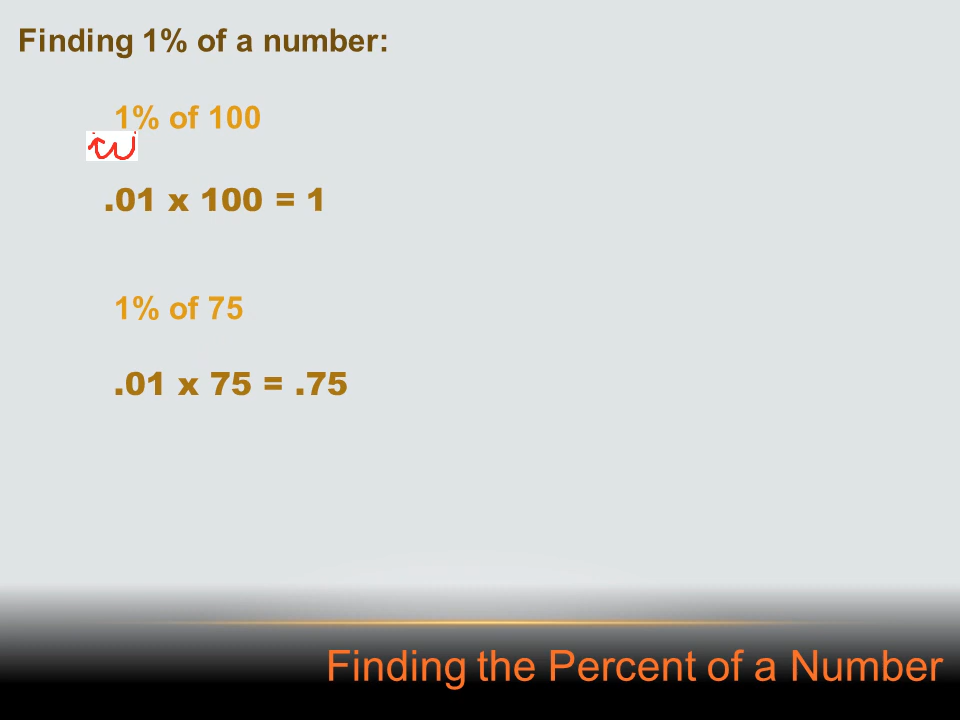 Finding 1% of a number:
1% of 100
.01 x 100 = 1
1% of 75
.01 x 75 = .75
Finding the Percent of a Number